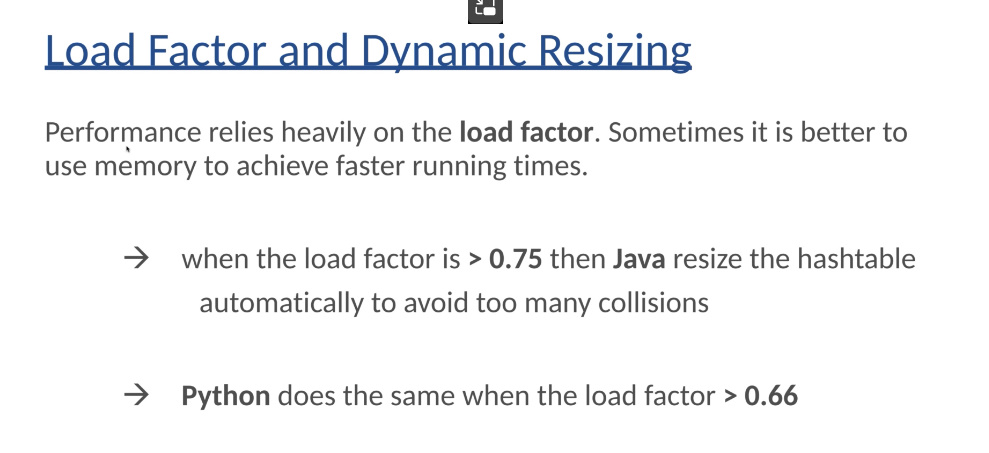 Load Factor and Dynamic Resizing
Performance relies heavily on the load factor. Sometimes it is better to
use memory to achieve faster running times.
→ when the load factor is > 0.75 then Java resize the hashtable
automatically to avoid too many collisions
→ Python does the same when the load factor > 0.66